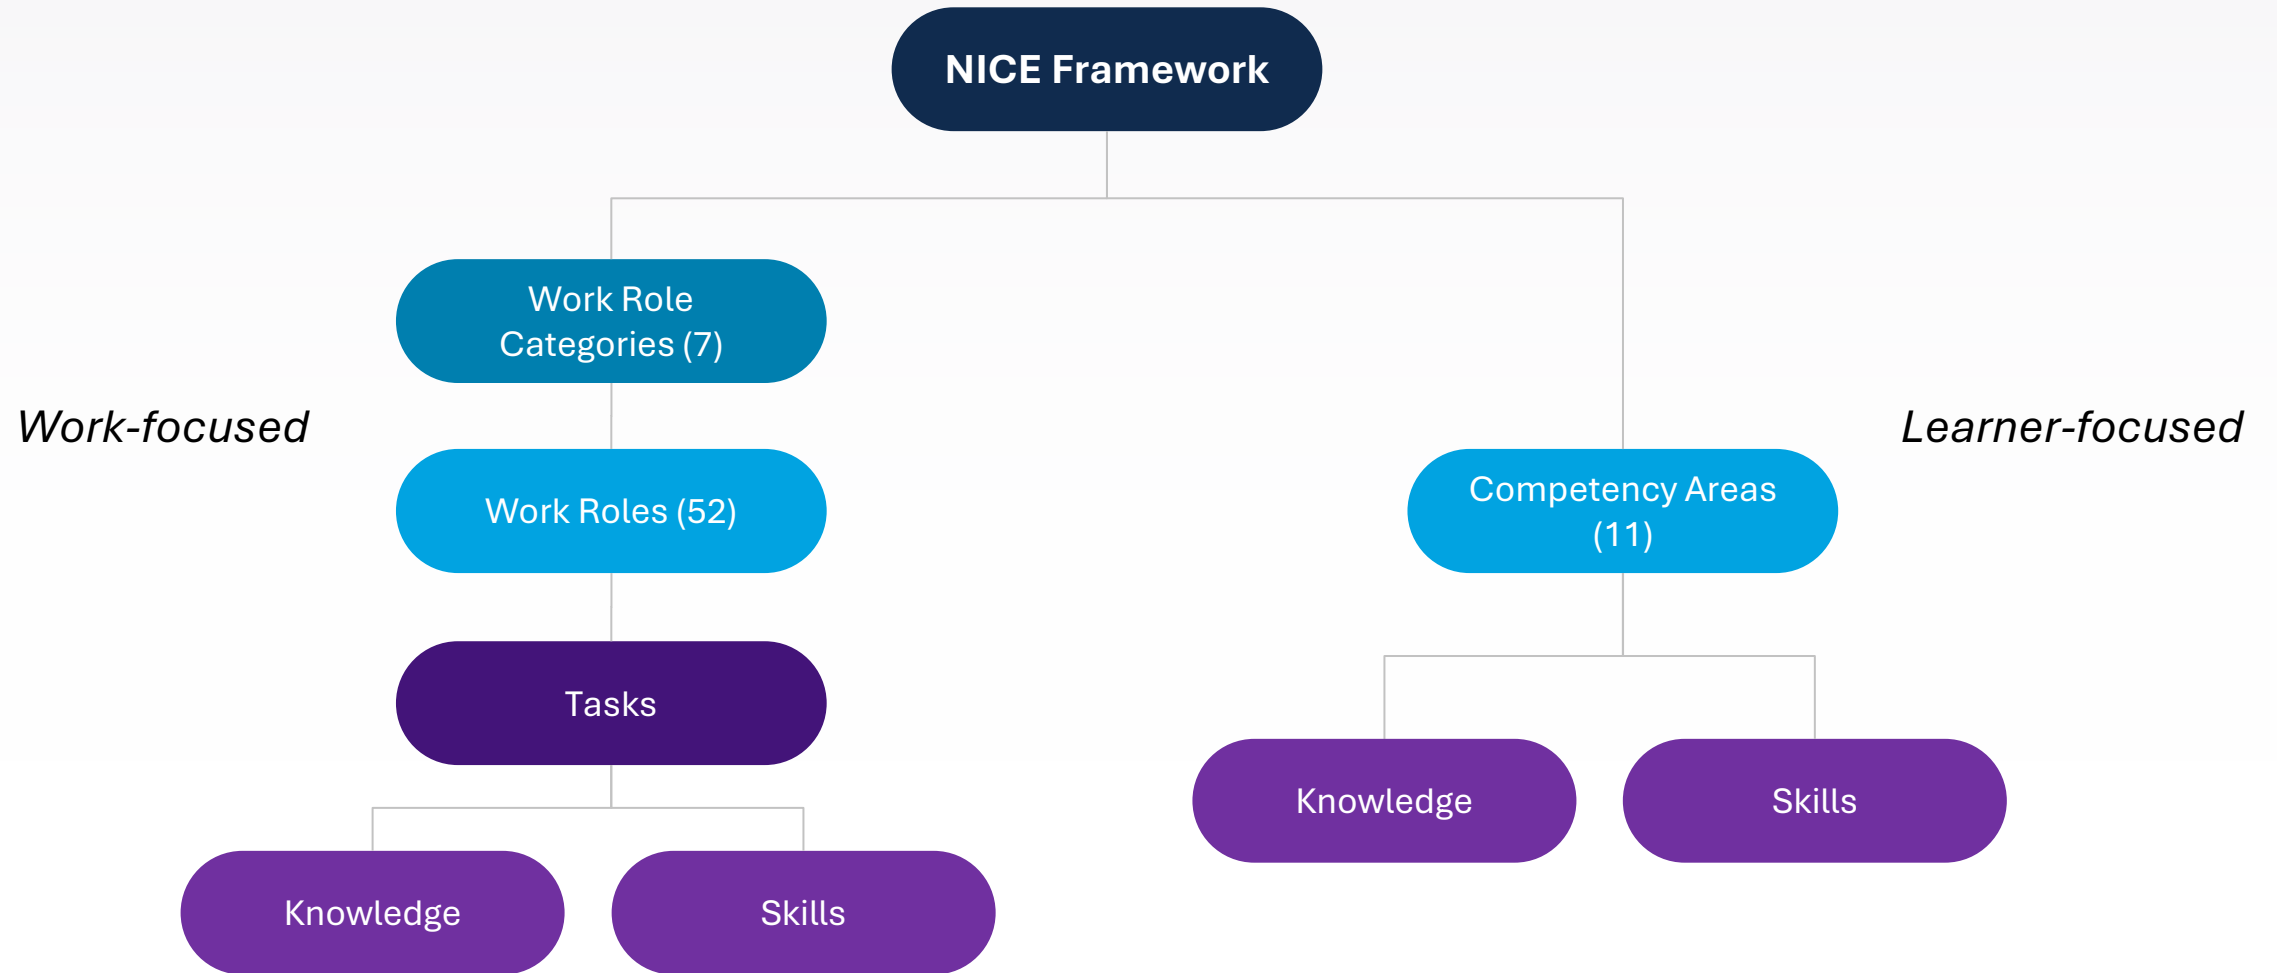 NICE Framework
Work Role
Categories (7)
Work-focused
Learner-focused
Work Roles (52)
Competency Areas
(11)
Tasks
Knowledge
Skills
Knowledge
Skills